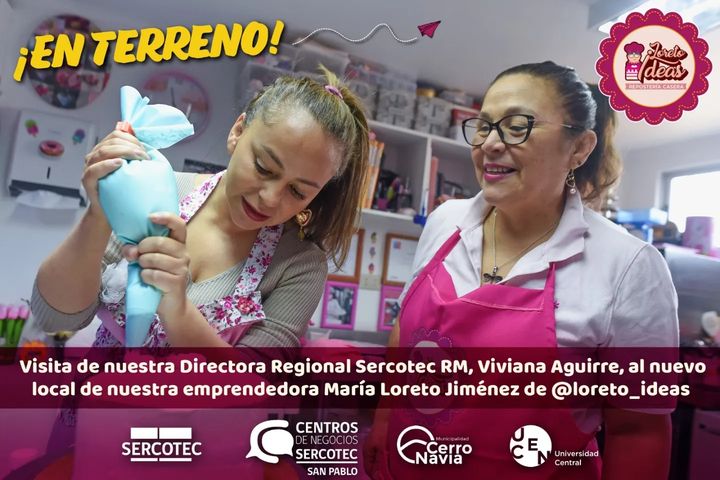 ¡EN TERRENO!
Loreto
Ideas
REPOSTERÍA CASERA
Visita de nuestra Directora Regional Sercotec RM, Viviana Aguirre, al nuevo
local de nuestra emprendedora María Loreto Jiménez de @loreto_ideas
SERCOTEC
CENTROS
DE NEGOCIOS
SERCOTEC
SAN PABLO
Municipalidad
Cerro
Navia
UCEN
Universidad
Central